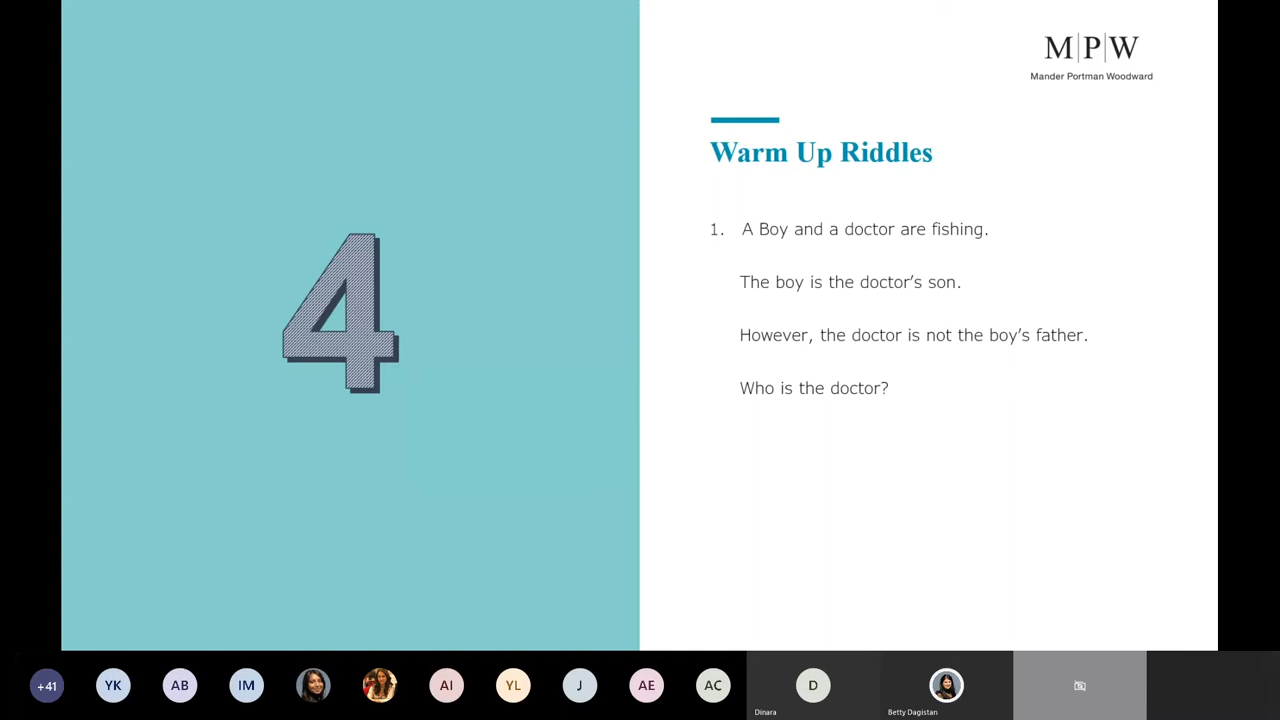 M|P|W
Mander Portman Woodward
Warm Up Riddles
4
1. A Boy and a doctor are fishing.
The boy is the doctor’s son.
However, the doctor is not the boy’s father.
Who is the doctor?
+41 YK AB IM AI YL J AE AC D
Dinara Betty Dagistan